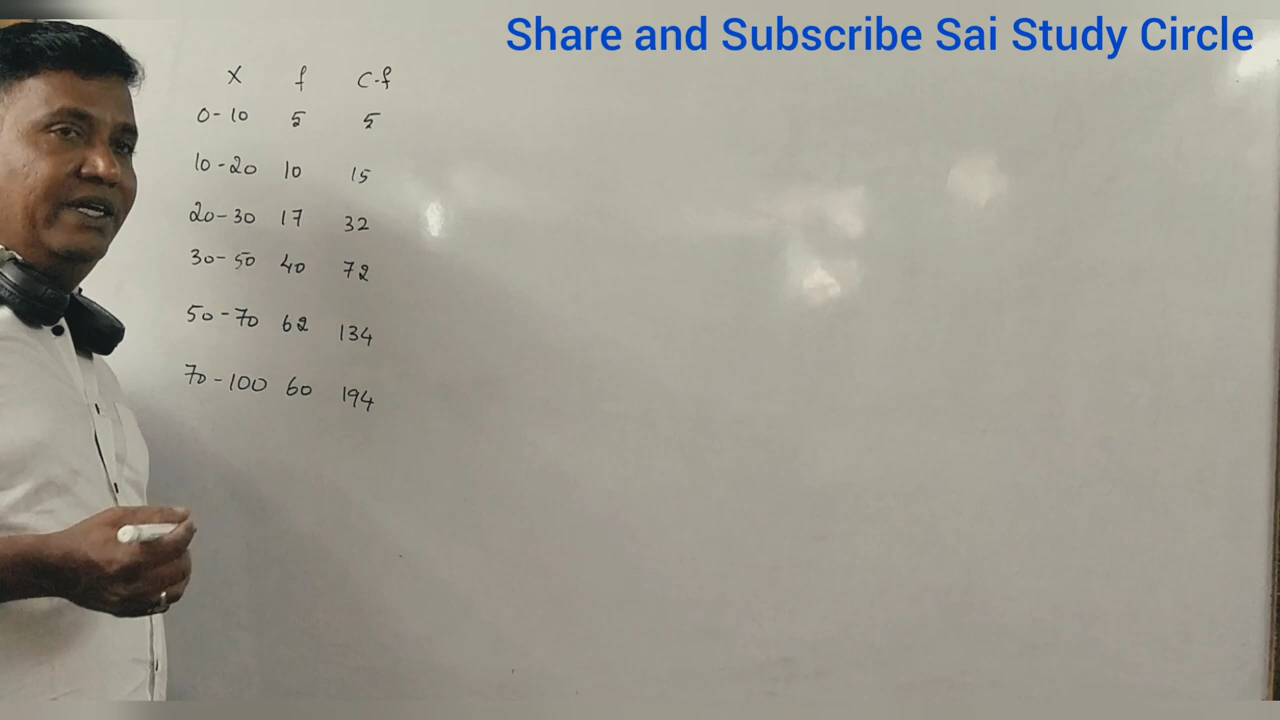 Share and Subscribe Sai Study Circle
X f C.f
0-10 5 5
10-20 10 15
20-30 17 32
30-50 40 72
50-70 62 134
70-100 60 194